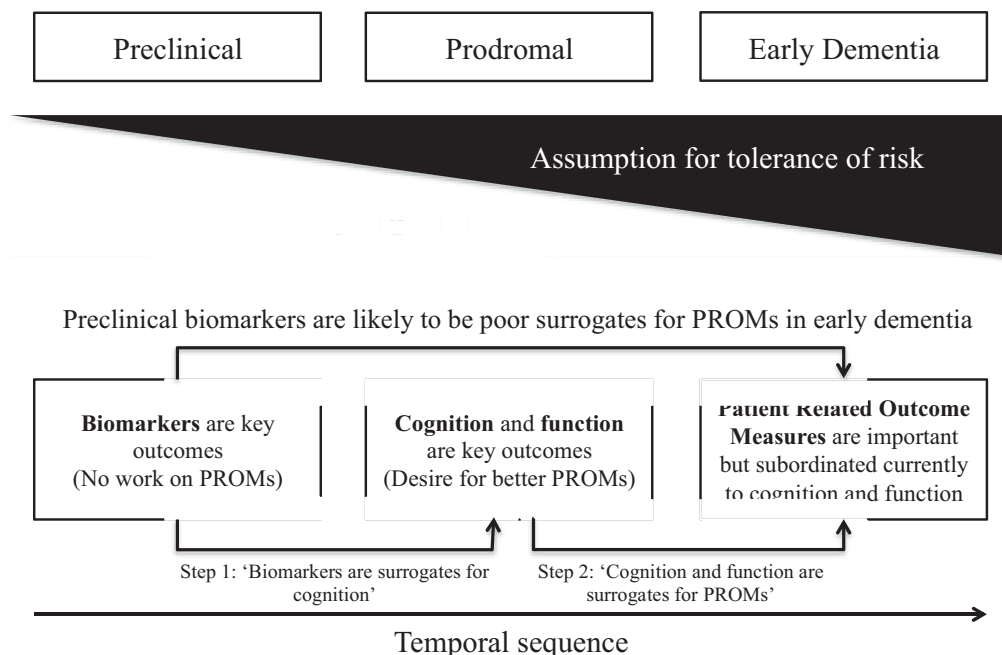 Preclinical
Prodromal
Early Dementia
Assumption for tolerance of risk
Preclinical biomarkers are likely to be poor surrogates for PROMs in early dementia
Biomarkers are key
outcomes
(No work on PROMs)
Cognition and function
are key outcomes
(Desire for better PROMs)
Patient Related Outcome
Measures are important
but subordinated currently
to cognition and function
Step 1: ‘Biomarkers are surrogates for
cognition’
Step 2: ‘Cognition and function are
surrogates for PROMs’
Temporal sequence